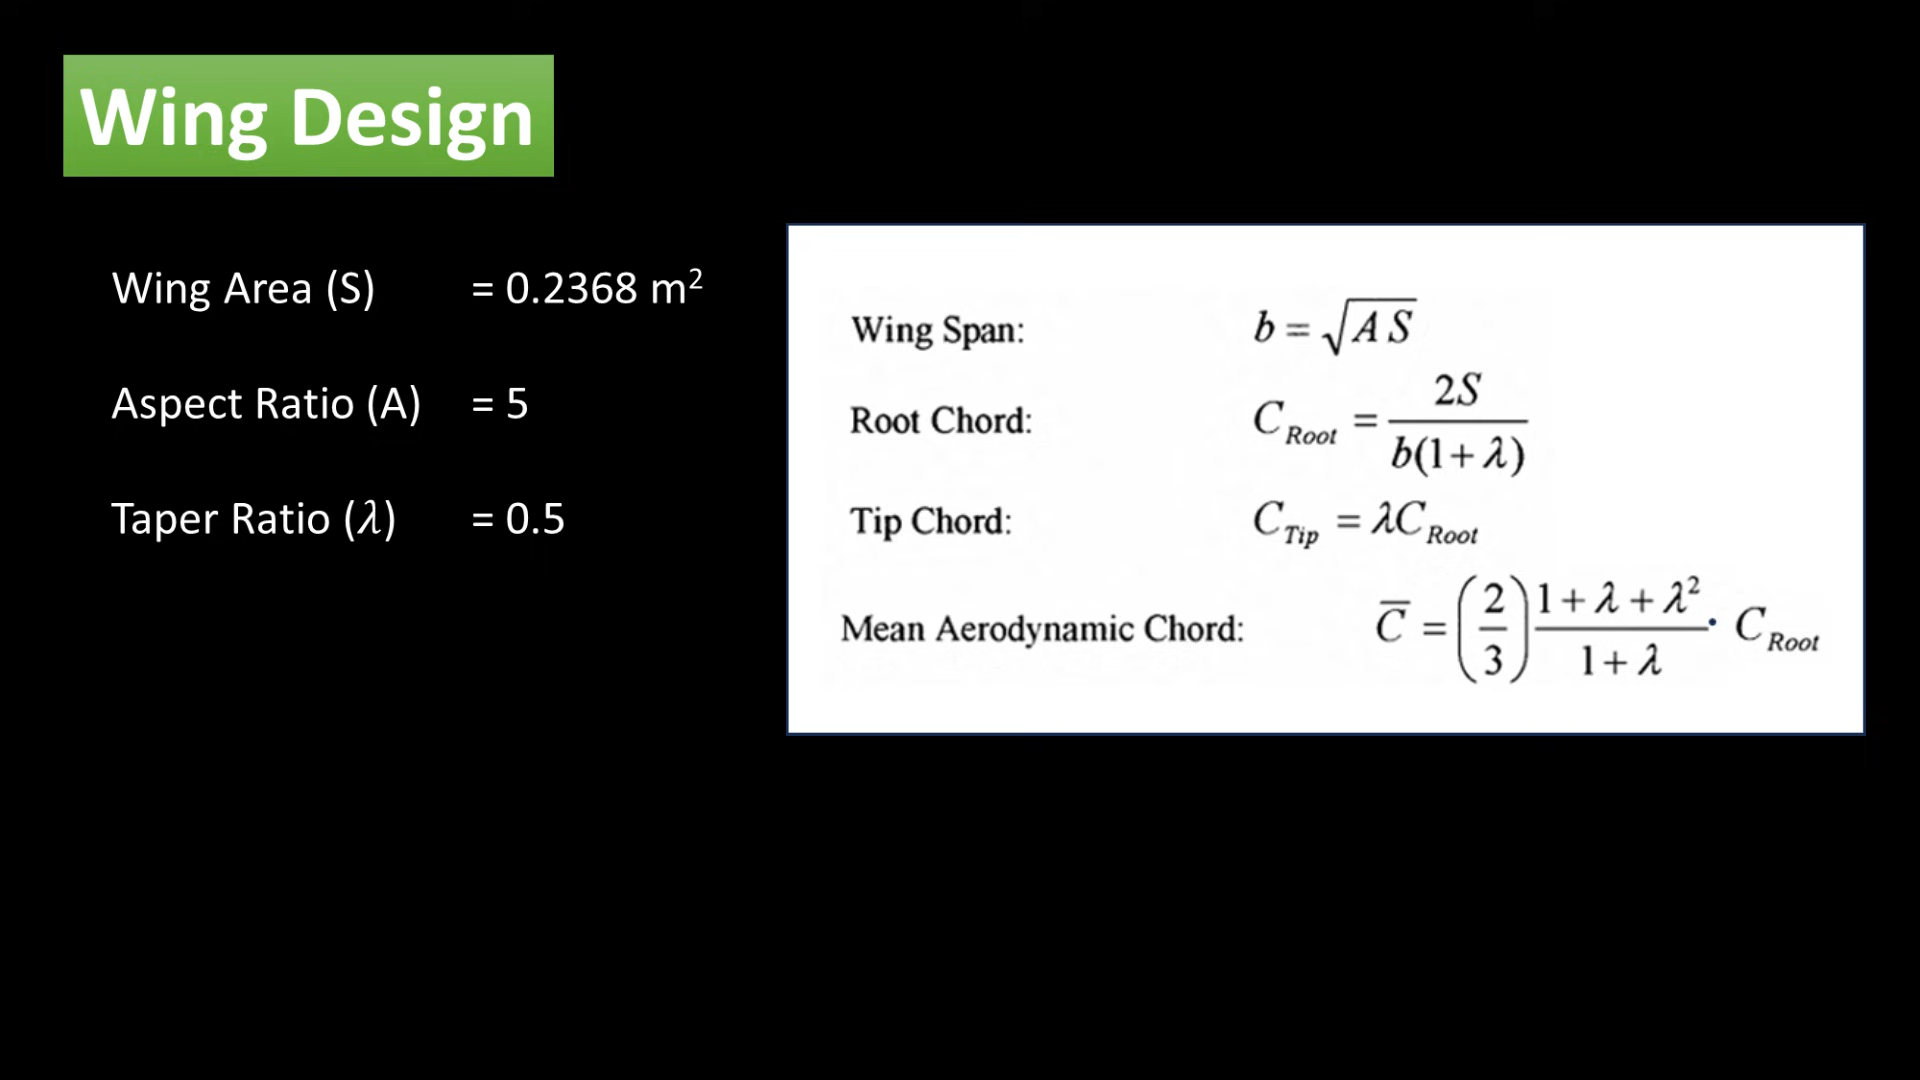 Wing Design
Wing Area (S) = 0.2368 m²
Aspect Ratio (A) = 5
Taper Ratio (λ) = 0.5
Wing Span: b = √(A S)
Root Chord: C_Root = 2S / b(1 + λ)
Tip Chord: C_Tip = λC_Root
Mean Aerodynamic Chord: C̅ = (2/3) (1 + λ + λ²) / (1 + λ) · C_Root